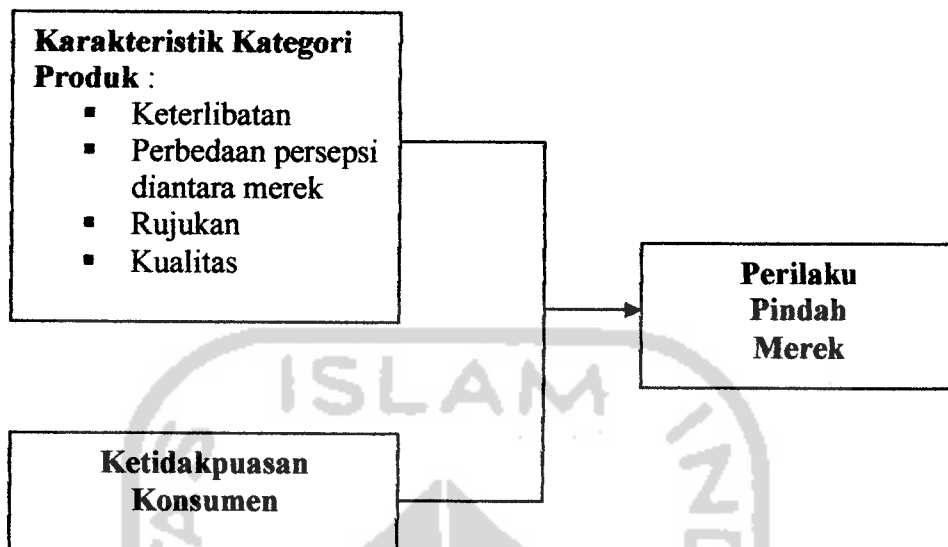 Karakteristik Kategori
Produk :
▪ Keterlibatan
▪ Perbedaan persepsi
diantara merek
▪ Rujukan
▪ Kualitas
Perilaku
Pindah
Merek
Ketidakpuasan
Konsumen
ISLAM